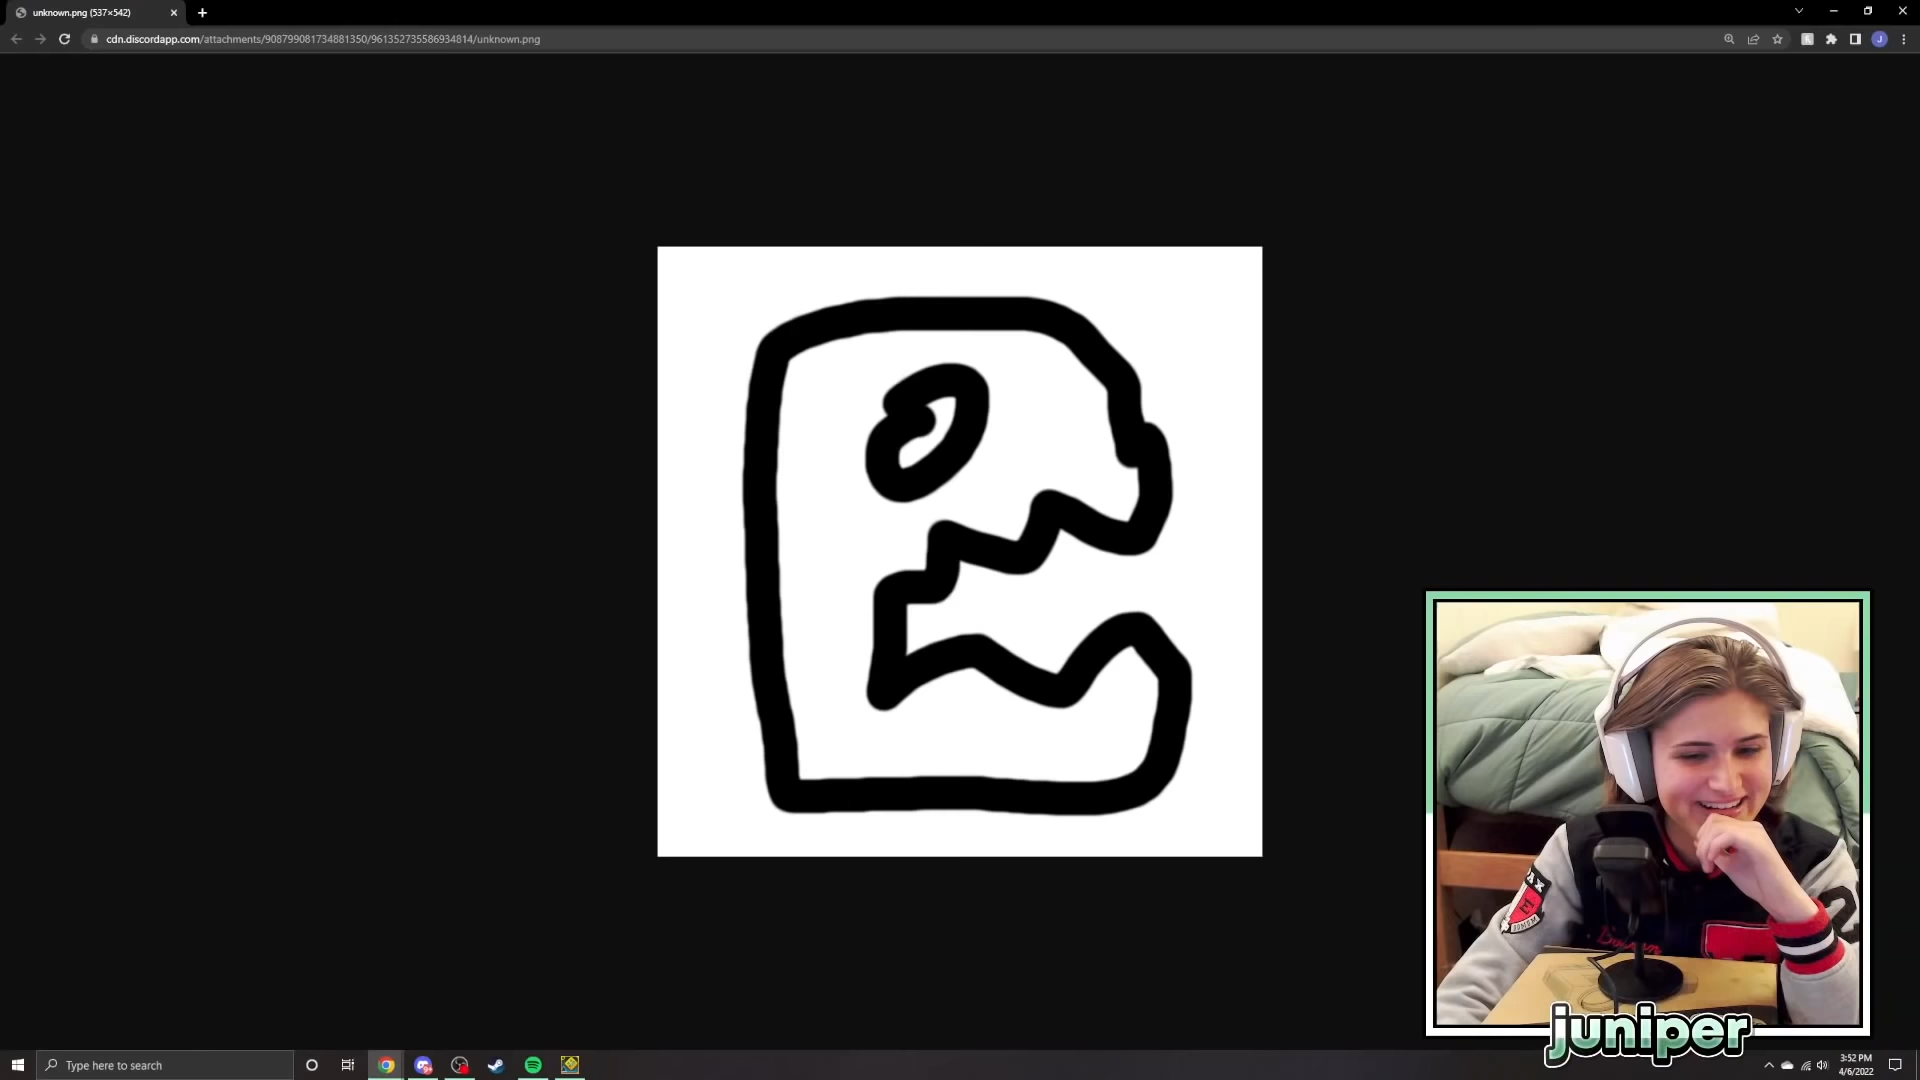 unknown.png (537×542)
cdn.discordapp.com/attachments/908799081734881350/961352735586934814/unknown.png
J
juniper
Type here to search
3:52 PM
4/6/2022